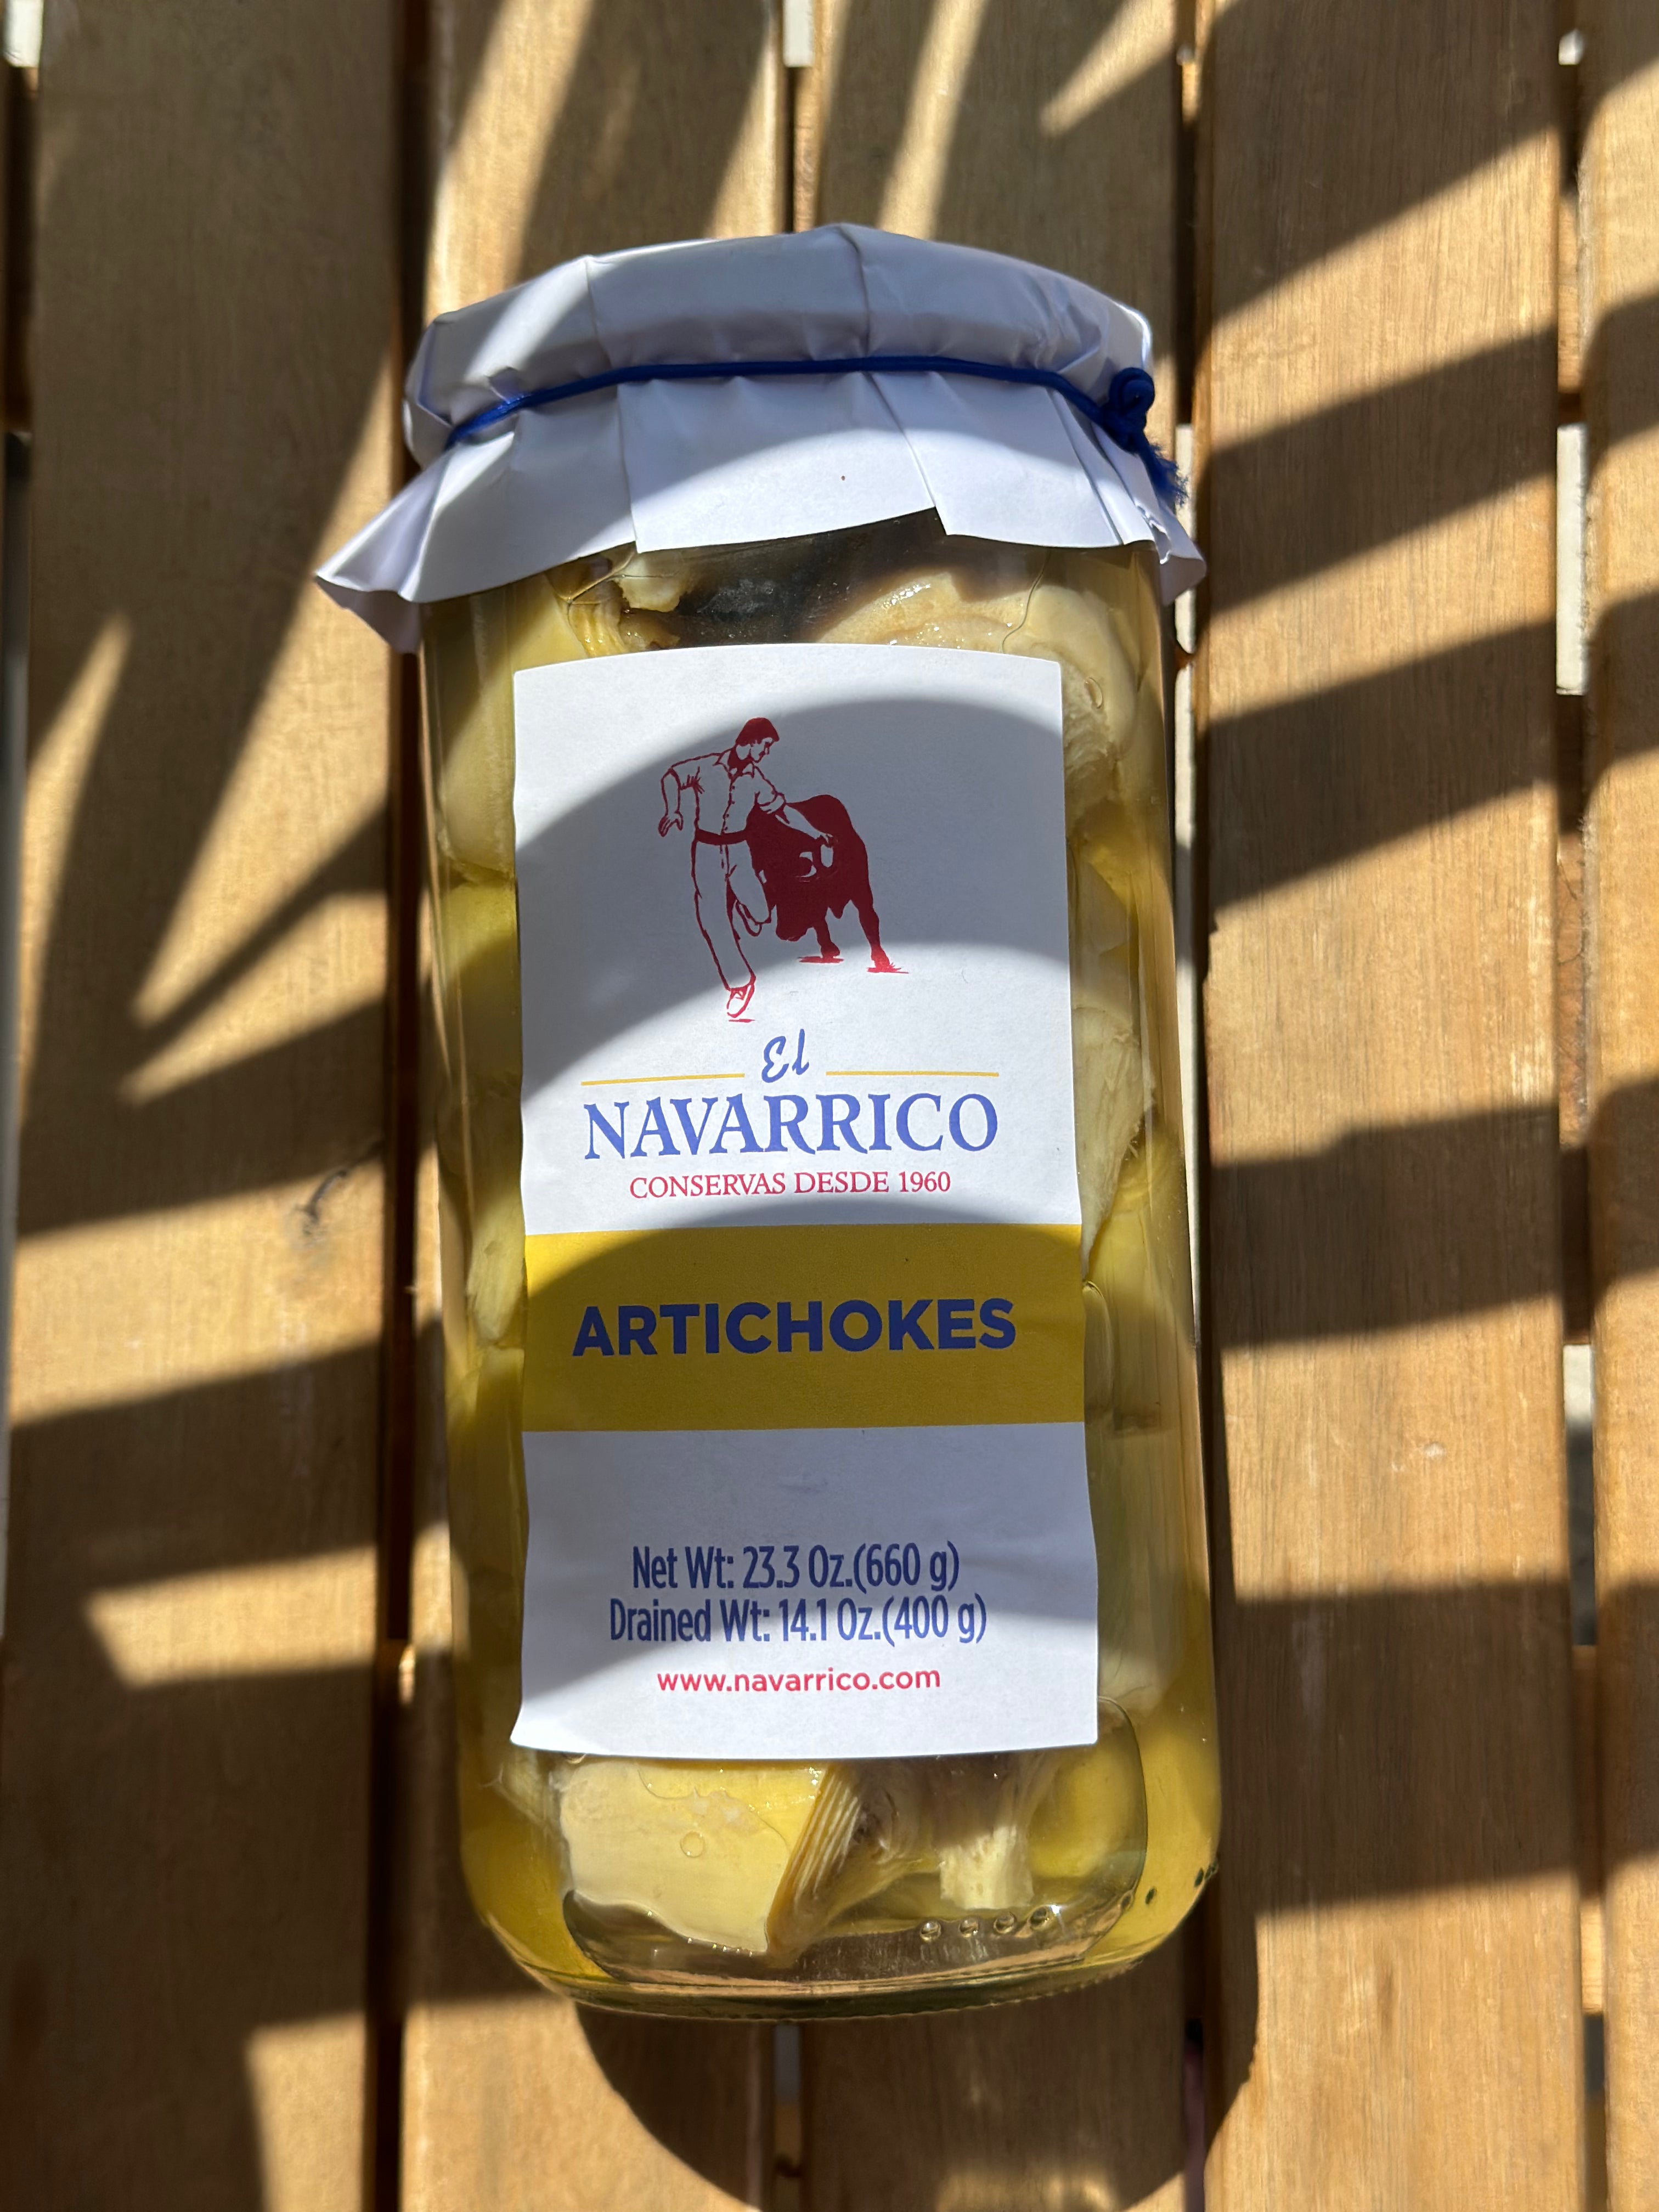 El
NAVARRICO
CONSERVAS DESDE 1960
ARTICHOKES
Net Wt: 23.3 Oz.(660 g)
Drained Wt: 14.1 Oz.(400 g)
www.navarrico.com